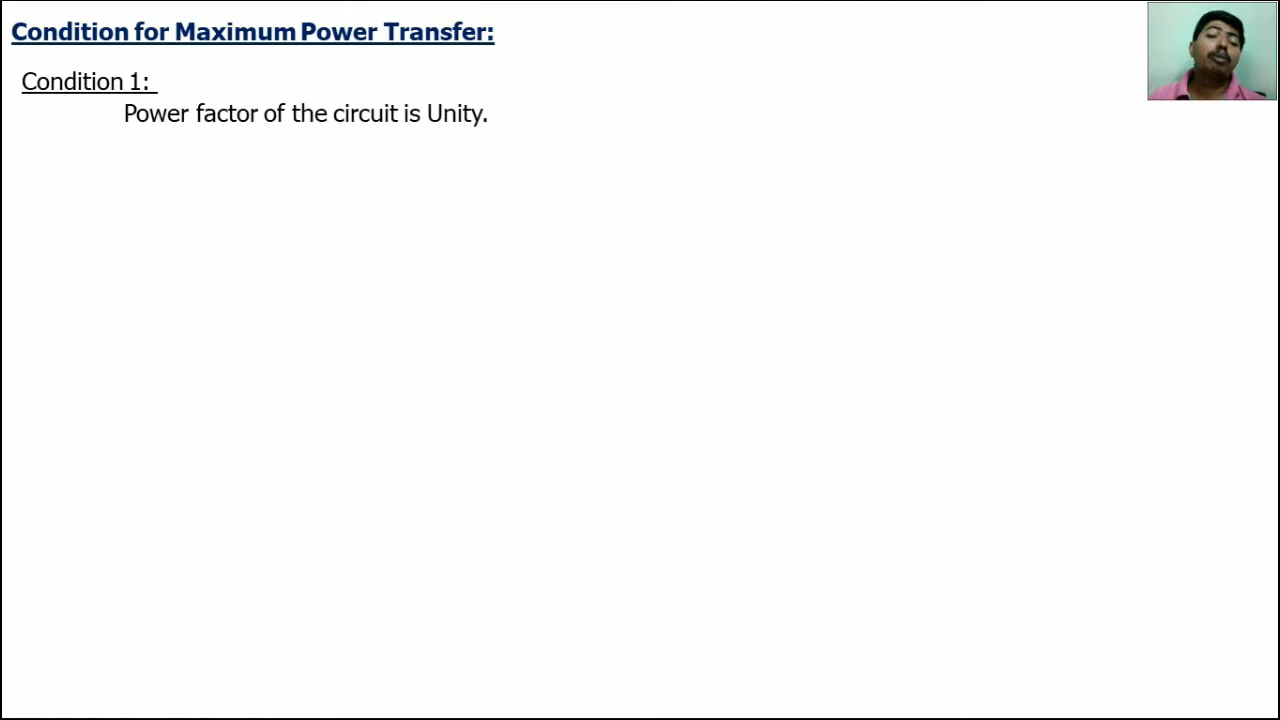 Condition for Maximum Power Transfer:
Condition 1:
Power factor of the circuit is Unity.